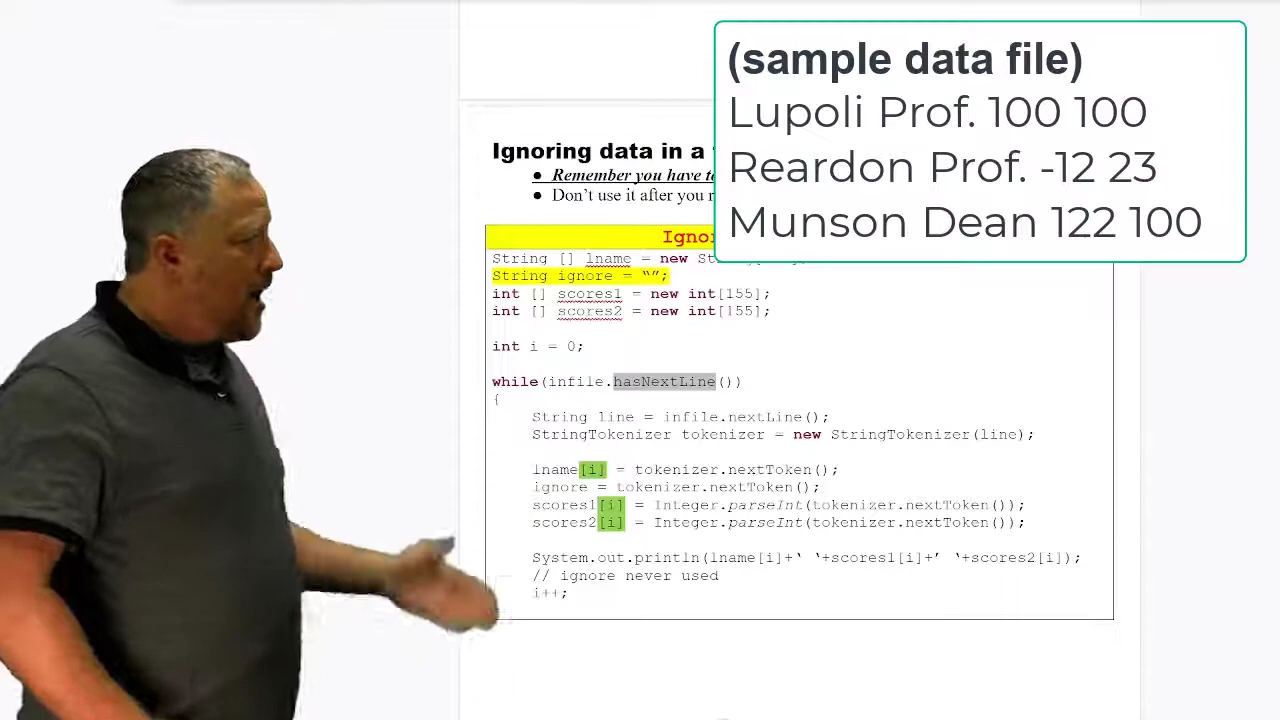 (sample data file)
Lupoli Prof. 100 100
Reardon Prof. -12 23
Munson Dean 122 100
Ignoring data in a
● Remember you have to
● Don’t use it after you
String [] lname = new
String ignore = “”;
int [] scores1 = new int[155];
int [] scores2 = new int[155];
int i = 0;
while(infile.hasNextLine())
{
String line = infile.nextLine();
StringTokenizer tokenizer = new StringTokenizer(line);
lname[i] = tokenizer.nextToken();
ignore = tokenizer.nextToken();
scores1[i] = Integer.parseInt(tokenizer.nextToken());
scores2[i] = Integer.parseInt(tokenizer.nextToken());
System.out.println(lname[i]+‘ ‘+scores1[i]+’ ‘+scores2[i]);
// ignore never used
i++;